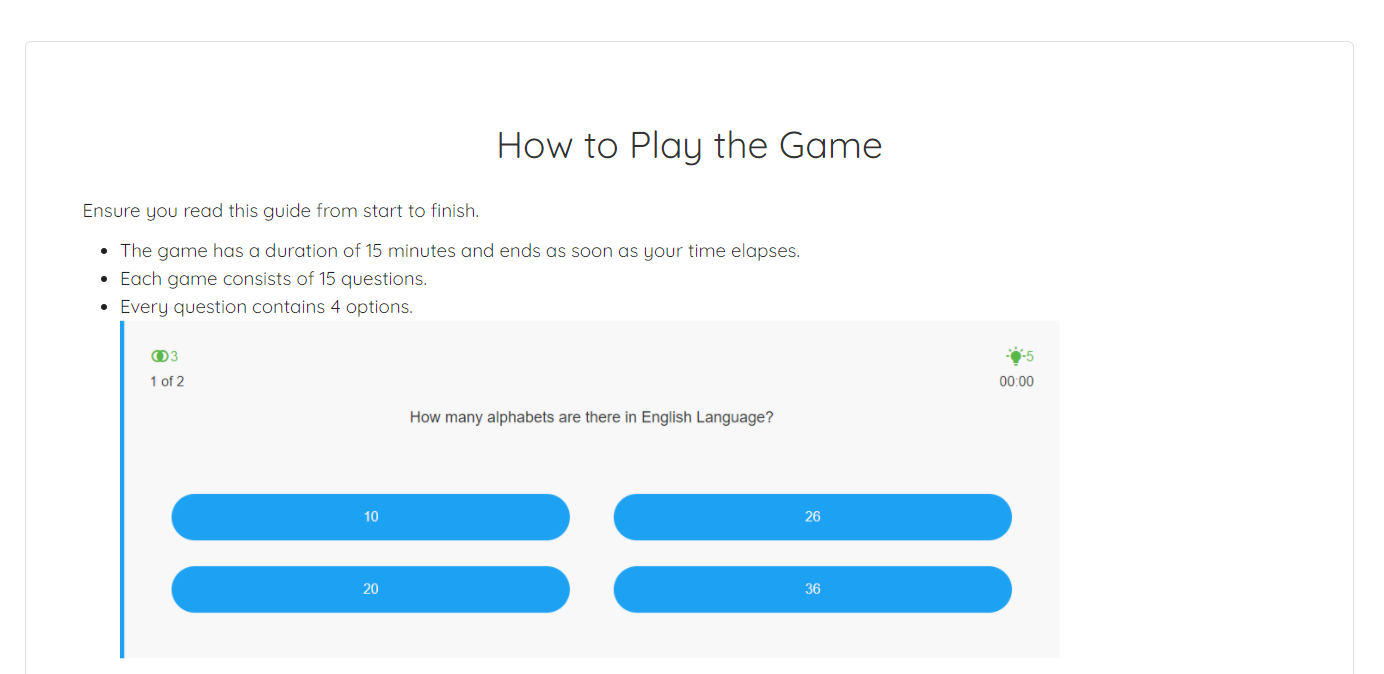 How to Play the Game
Ensure you read this guide from start to finish.
The game has a duration of 15 minutes and ends as soon as your time elapses.
Each game consists of 15 questions.
Every question contains 4 options.
3
5
1 of 2
00:00
How many alphabets are there in English Language?
10
26
20
36